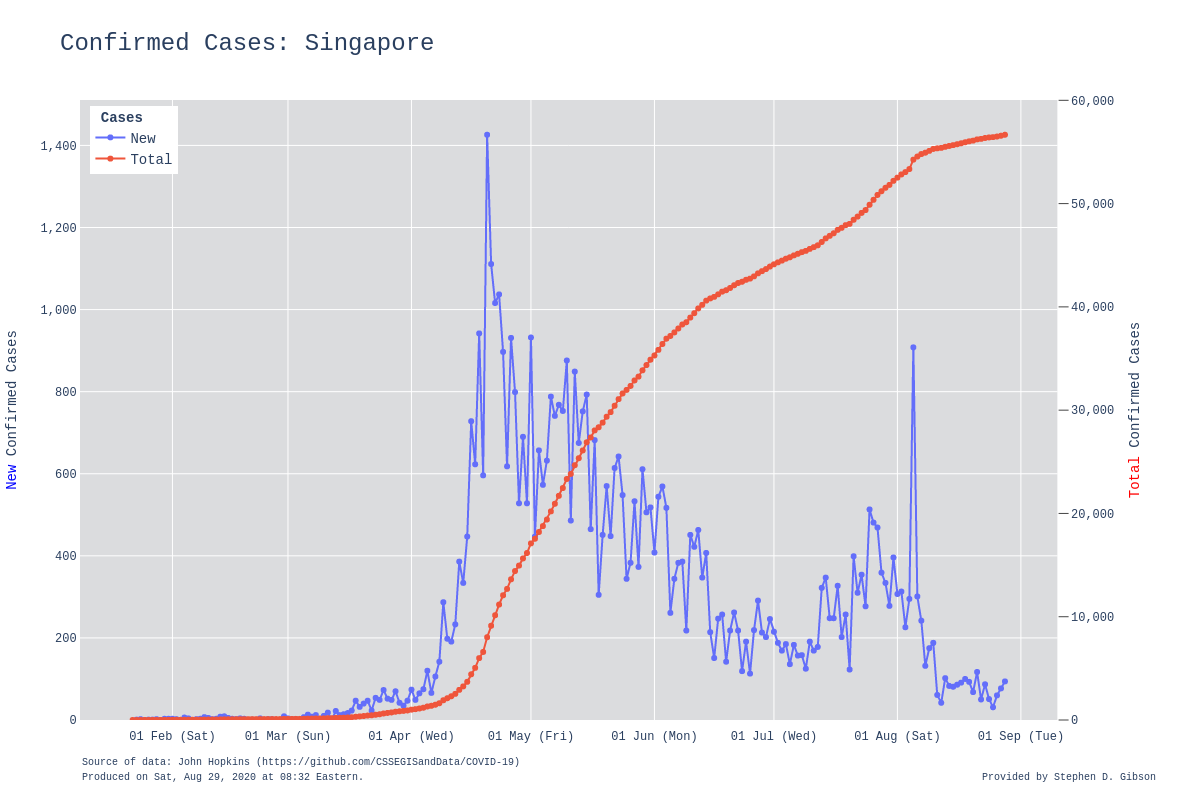 Confirmed Cases: Singapore
Cases
New
Total
60,000
50,000
40,000
30,000
20,000
10,000
0
1,400
1,200
1,000
800
600
400
200
0
New Confirmed Cases
Total Confirmed Cases
01 Feb (Sat) 01 Mar (Sun) 01 Apr (Wed) 01 May (Fri) 01 Jun (Mon) 01 Jul (Wed) 01 Aug (Sat) 01 Sep (Tue)
Source of data: John Hopkins (https://github.com/CSSEGISandData/COVID-19)
Produced on Sat, Aug 29, 2020 at 08:32 Eastern.
Provided by Stephen D. Gibson